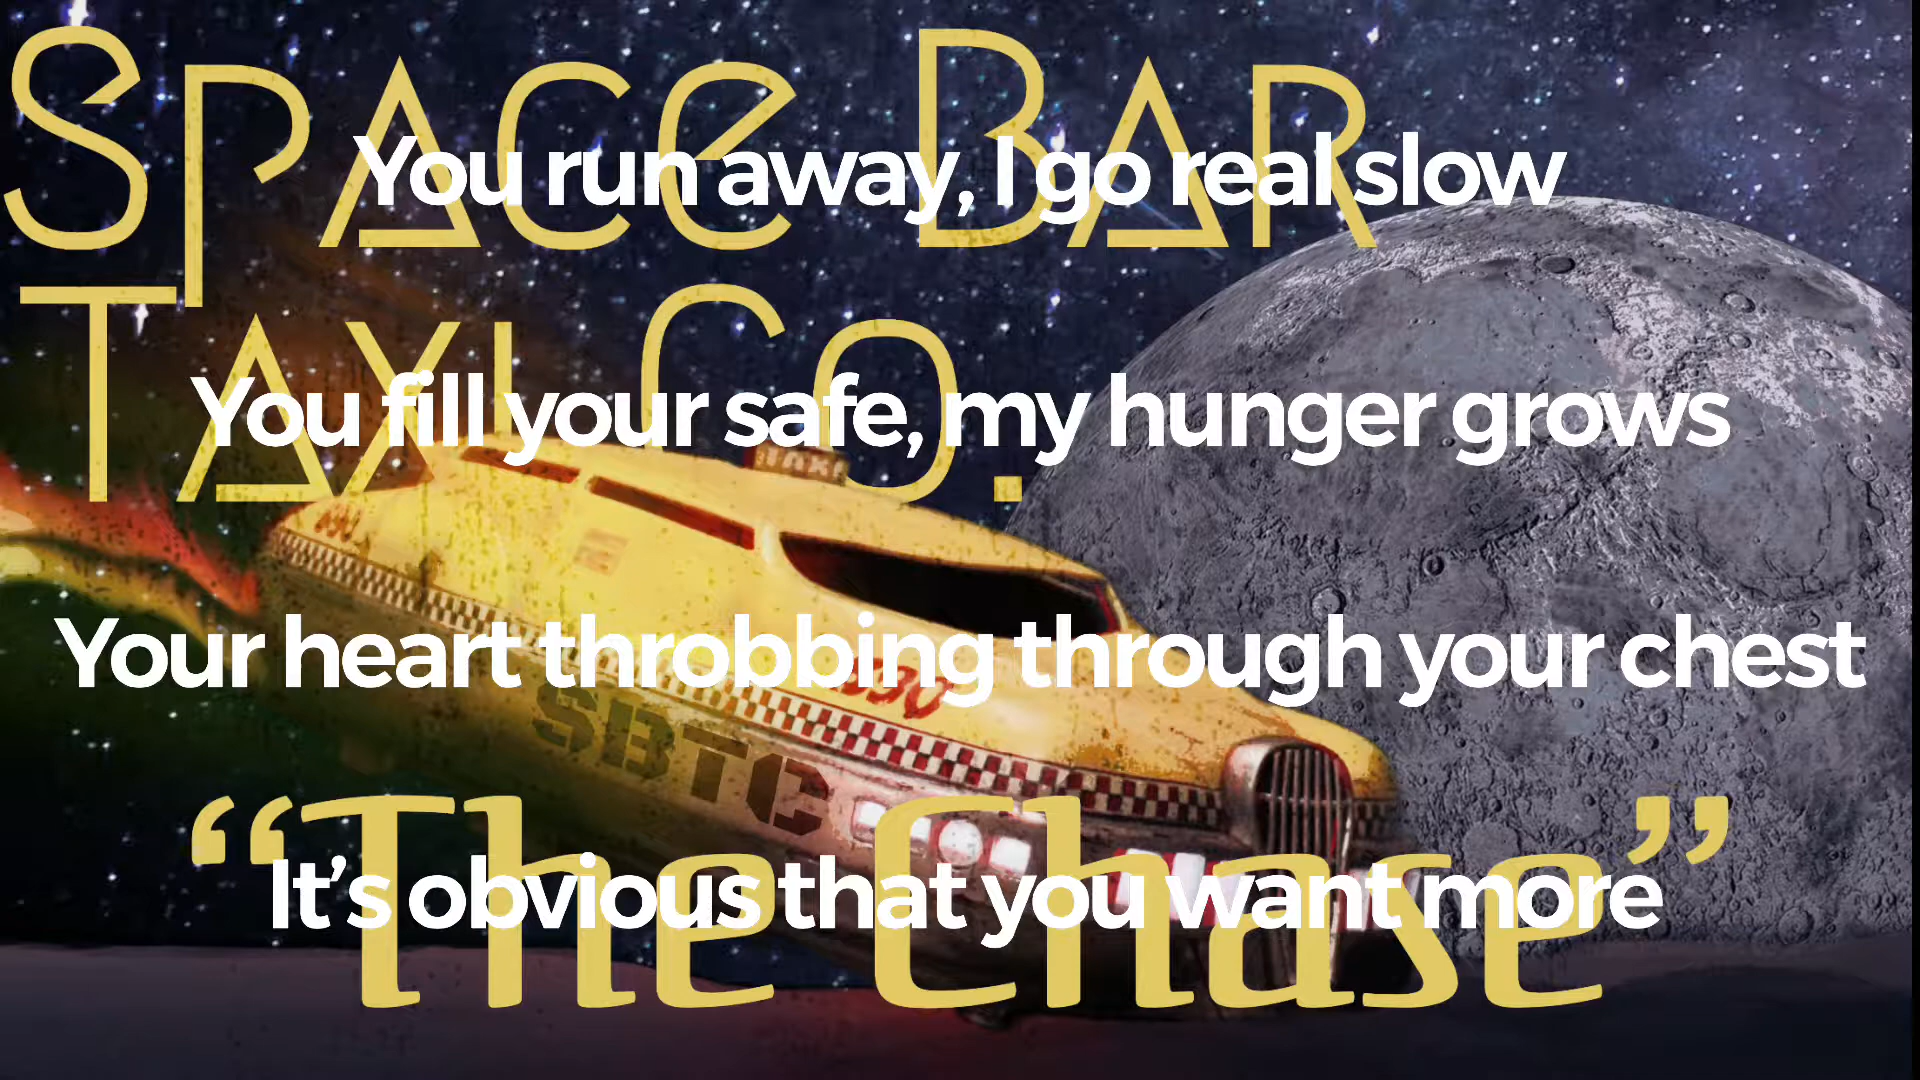 Space Bar
You run away, I go real slow
Taxi Co.
You fill your safe, my hunger grows
TAXI
Your heart throbbing through your chest
SBTC
“The Chase”
It’s obvious that you want more